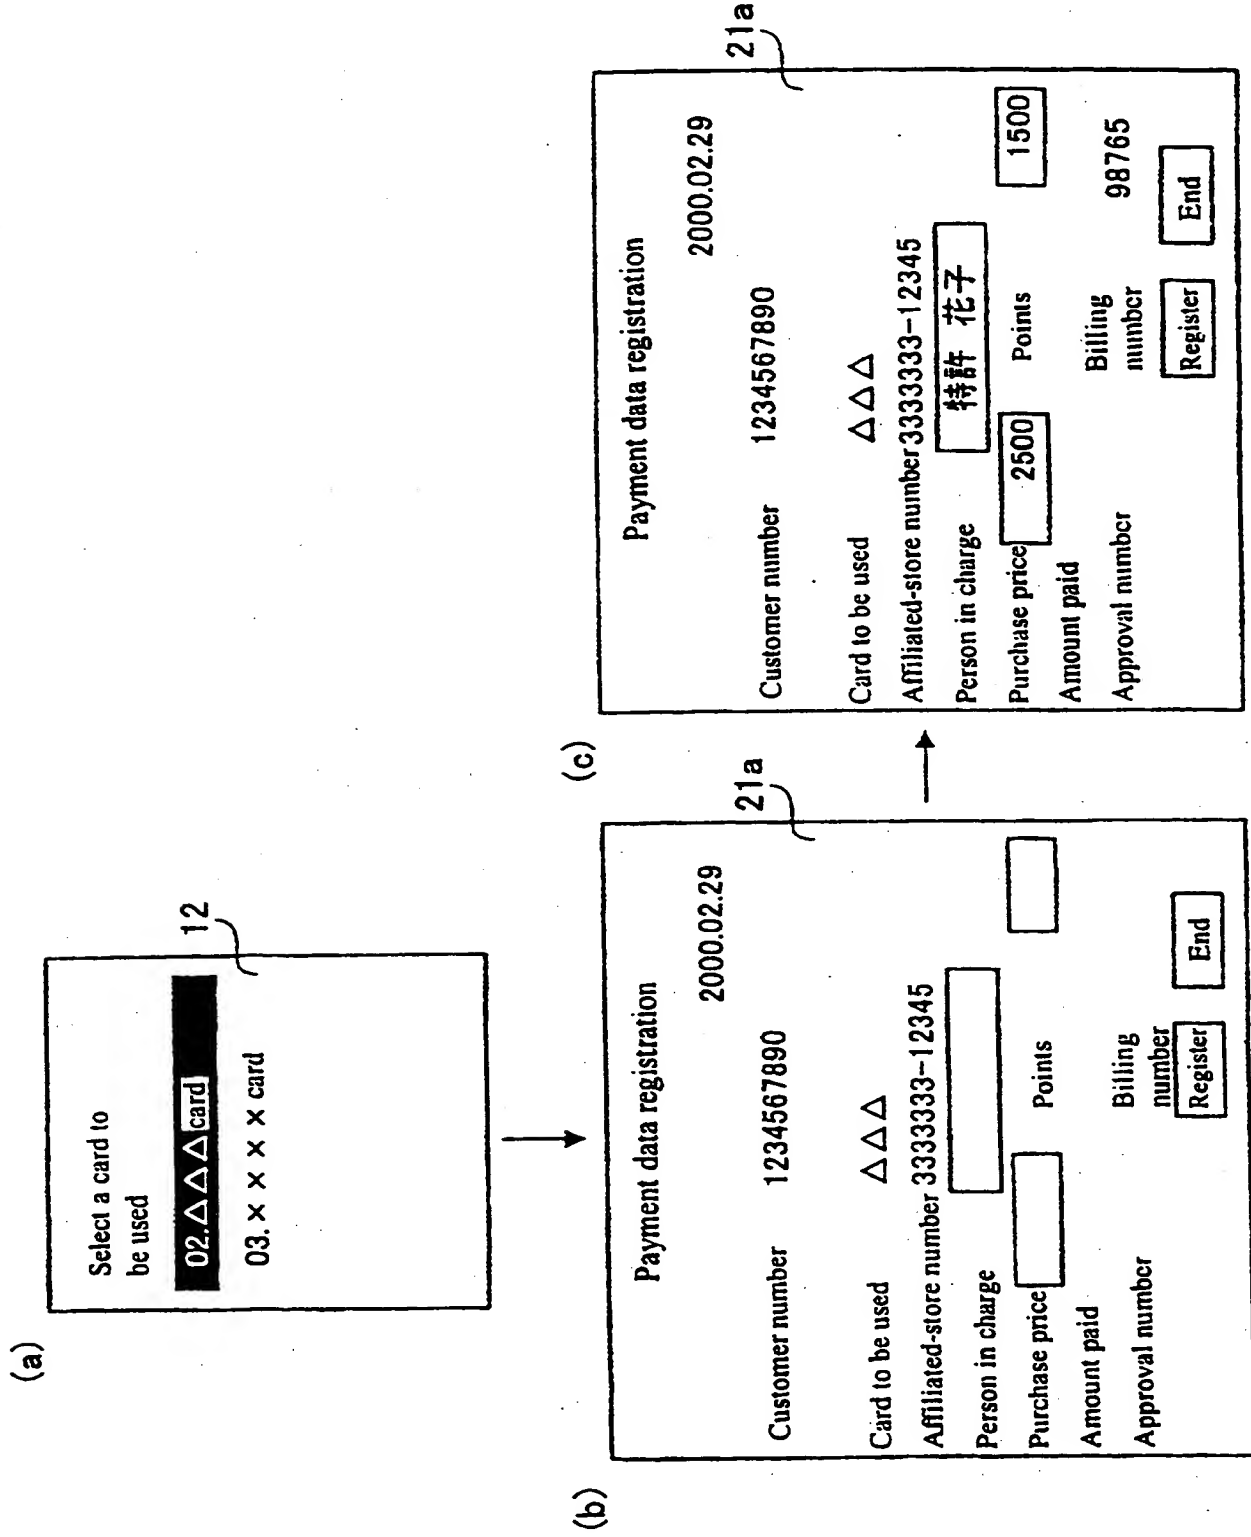 (a)
Select a card to
be used
02.△△△card
03.×××××card
12
(b)
21a
Payment data registration
2000.02.29
Customer number 1234567890
Card to be used △△△
Affiliated-store number 3333333-12345
Person in charge
Purchase price Points
Amount paid
Approval number Billing number
Register End
(c)
21a
Payment data registration
2000.02.29
Customer number 1234567890
Card to be used △△△
Affiliated-store number 3333333-12345
Person in charge 特許 花子
Purchase price 2500 Points 1500
Amount paid
Approval number Billing number 98765
Register End